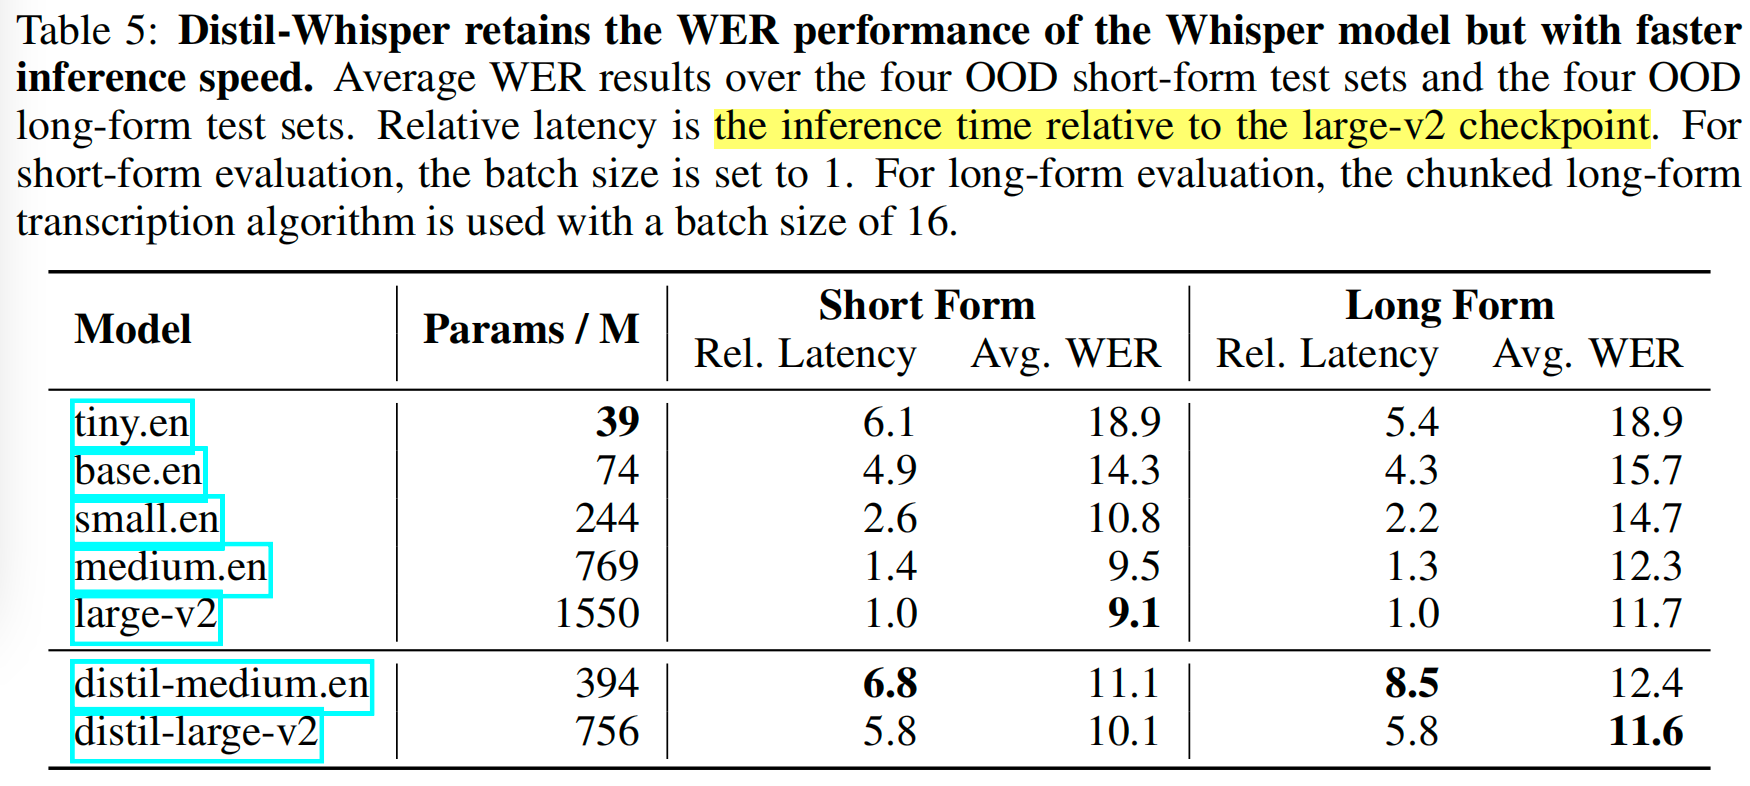 Table 5: Distil-Whisper retains the WER performance of the Whisper model but with faster
inference speed. Average WER results over the four OOD short-form test sets and the four OOD
long-form test sets. Relative latency is the inference time relative to the large-v2 checkpoint. For
short-form evaluation, the batch size is set to 1. For long-form evaluation, the chunked long-form
transcription algorithm is used with a batch size of 16.
Model Params / M Short Form Long Form
Rel. Latency Avg. WER Rel. Latency Avg. WER
tiny.en 39 6.1 18.9 5.4 18.9
base.en 74 4.9 14.3 4.3 15.7
small.en 244 2.6 10.8 2.2 14.7
medium.en 769 1.4 9.5 1.3 12.3
large-v2 1550 1.0 9.1 1.0 11.7
distil-medium.en 394 6.8 11.1 8.5 12.4
distil-large-v2 756 5.8 10.1 5.8 11.6